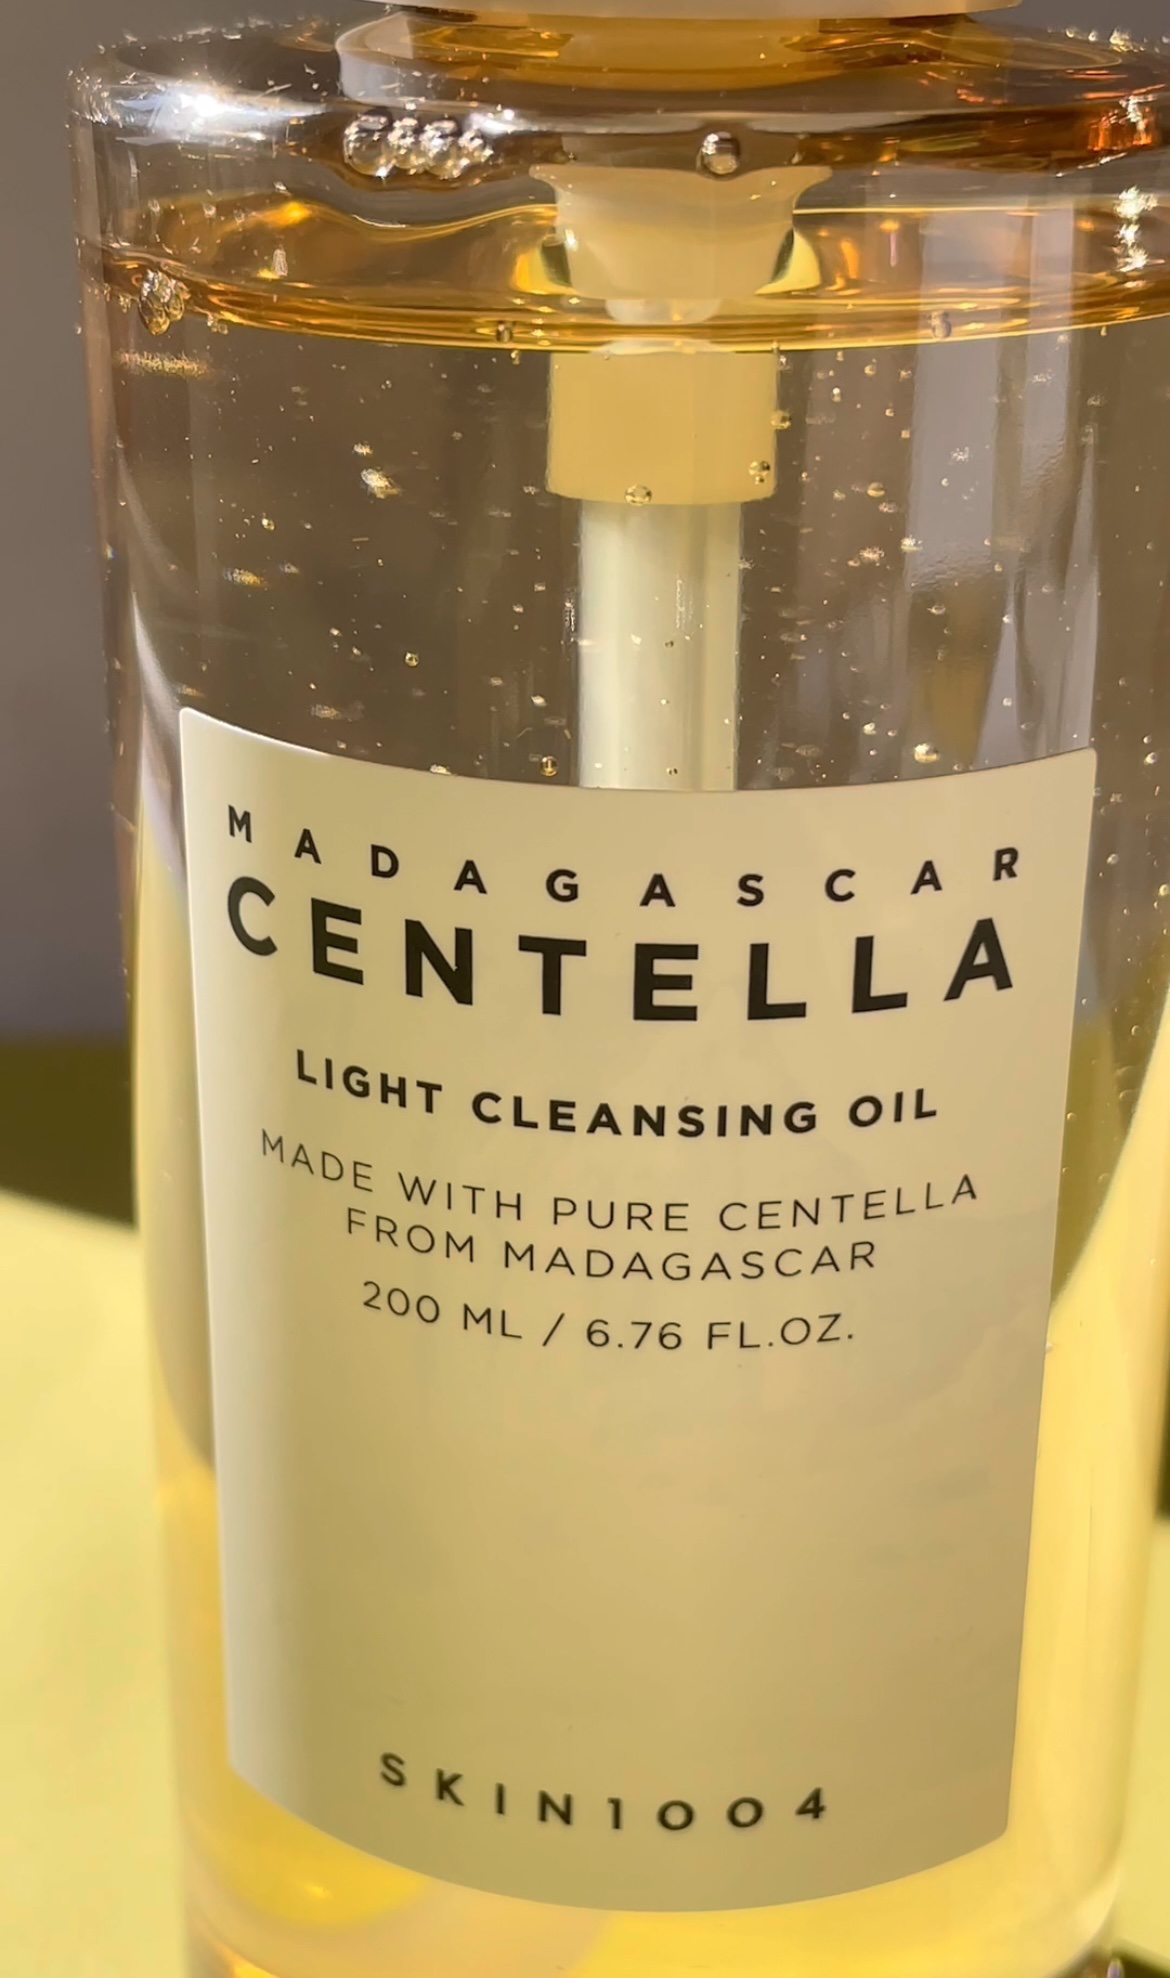 MADAGASCAR
CENTELLA
LIGHT CLEANSING OIL
MADE WITH PURE CENTELLA
FROM MADAGASCAR
200 ML / 6.76 FL.OZ.
SKIN1004